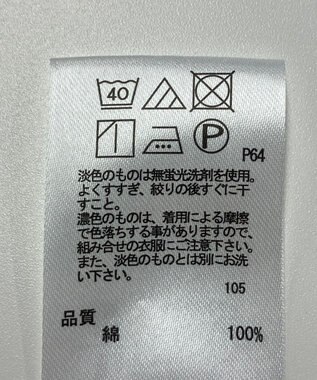 40
P
P64
淡色のものは無蛍光洗剤を使用。
よくすすぎ、絞りの後すぐに干
すこと。
濃色のものは、着用による摩擦
で色落ちする事がありますので、
組み合せの衣服にご注意下さい。
また、淡色のものとは別にお洗
い下さい。
105
品質
綿 100%